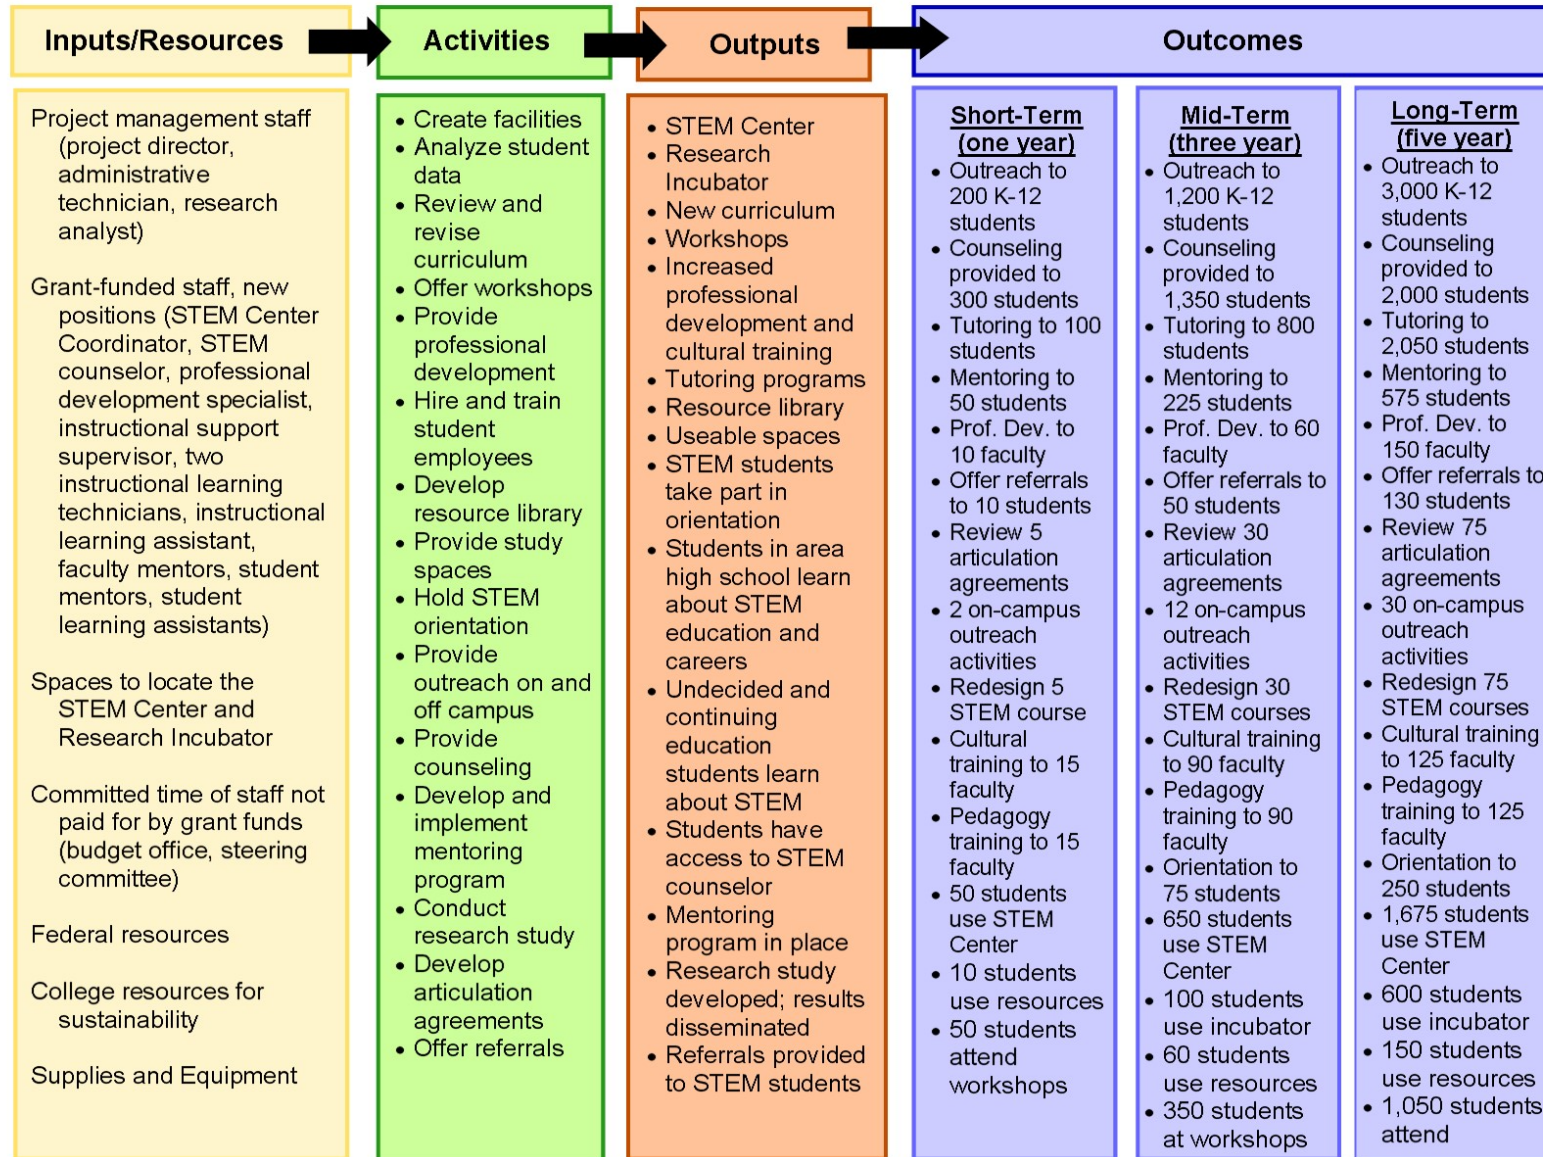 Inputs/Resources
Activities
Outputs
Outcomes
Project management staff
(project director,
administrative
technician, research
analyst)
Grant-funded staff, new
positions (STEM Center
Coordinator, STEM
counselor, professional
development specialist,
instructional support
supervisor, two
instructional learning
technicians, instructional
learning assistant,
faculty mentors, student
mentors, student
learning assistants)
Spaces to locate the
STEM Center and
Research Incubator
Committed time of staff not
paid for by grant funds
(budget office, steering
committee)
Federal resources
College resources for
sustainability
Supplies and Equipment
• Create facilities
• Analyze student
data
• Review and
revise
curriculum
• Offer workshops
• Provide
professional
development
• Hire and train
student
employees
• Develop
resource library
• Provide study
spaces
• Hold STEM
orientation
• Provide
outreach on and
off campus
• Provide
counseling
• Develop and
implement
mentoring
program
• Conduct
research study
• Develop
articulation
agreements
• Offer referrals
• STEM Center
• Research
Incubator
• New curriculum
• Workshops
• Increased
professional
development and
cultural training
• Tutoring programs
• Resource library
• Useable spaces
• STEM students
take part in
orientation
• Students in area
high school learn
about STEM
education and
careers
• Undecided and
continuing
education
students learn
about STEM
• Students have
access to STEM
counselor
• Mentoring
program in place
• Research study
developed; results
disseminated
• Referrals provided
to STEM students
Short-Term
(one year)
• Outreach to
200 K-12
students
• Counseling
provided to
300 students
• Tutoring to 100
students
• Mentoring to
50 students
• Prof. Dev. to
10 faculty
• Offer referrals
to 10 students
• Review 5
articulation
agreements
• 2 on-campus
outreach
activities
• Redesign 5
STEM course
• Cultural
training to 15
faculty
• Pedagogy
training to 15
faculty
• 50 students
use STEM
Center
• 10 students
use resources
• 50 students
attend
workshops
Mid-Term
(three year)
• Outreach to
1,200 K-12
students
• Counseling
provided to
1,350 students
• Tutoring to 800
students
• Mentoring to
225 students
• Prof. Dev. to 60
faculty
• Offer referrals to
50 students
• Review 30
articulation
agreements
• 12 on-campus
outreach
activities
• Redesign 30
STEM courses
• Cultural training
to 90 faculty
• Pedagogy
training to 90
faculty
• Orientation to
75 students
• 650 students
use STEM
Center
• 100 students
use incubator
• 60 students
use resources
• 350 students
at workshops
Long-Term
(five year)
• Outreach to
3,000 K-12
students
• Counseling
provided to
2,000 students
• Tutoring to
2,050 students
• Mentoring to
575 students
• Prof. Dev. to
150 faculty
• Offer referrals to
130 students
• Review 75
articulation
agreements
• 30 on-campus
outreach
activities
• Redesign 75
STEM courses
• Cultural training
to 125 faculty
• Pedagogy
training to 125
faculty
• Orientation to
250 students
• 1,675 students
use STEM
Center
• 600 students
use incubator
• 150 students
use resources
• 1,050 students
attend